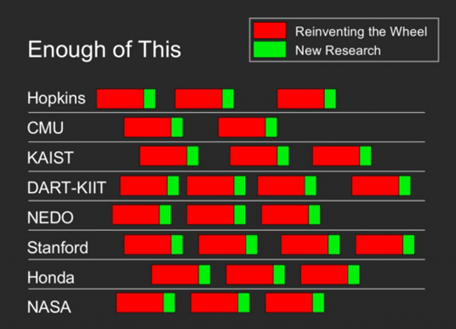 Reinventing the Wheel
New Research
Enough of This
Hopkins
CMU
KAIST
DART-KIIT
NEDO
Stanford
Honda
NASA